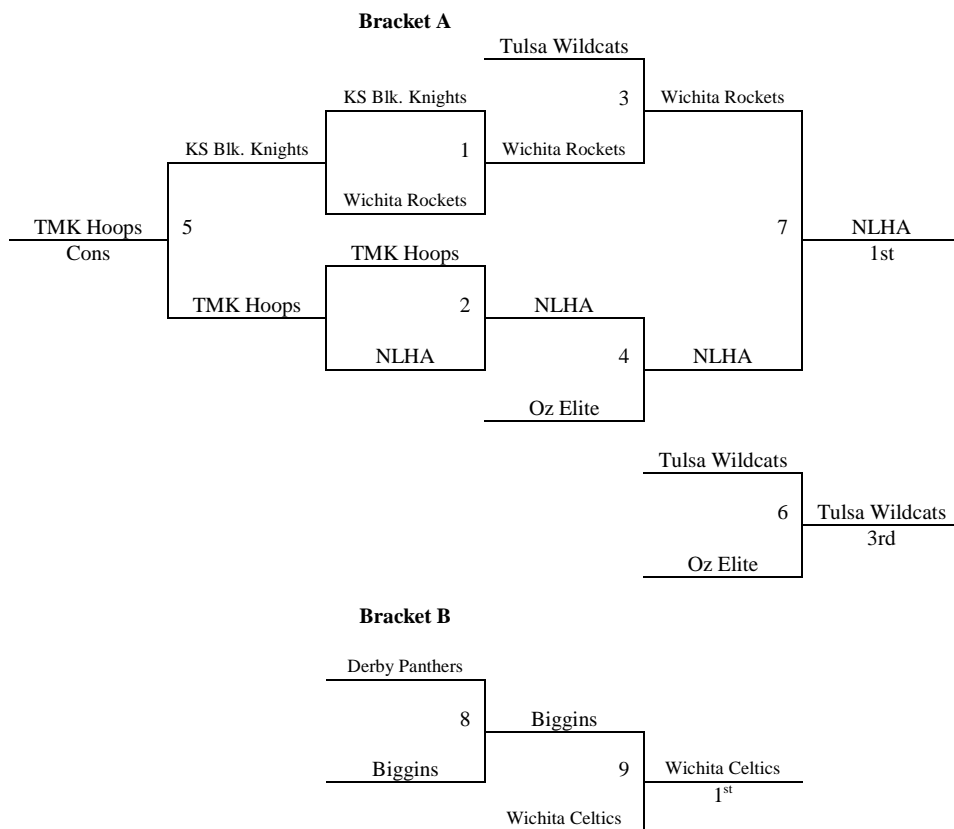 Bracket A
Tulsa Wildcats
KS Blk. Knights 3 Wichita Rockets
KS Blk. Knights 1 Wichita Rockets
Wichita Rockets
TMK Hoops 5 7 NLHA
Cons TMK Hoops 1st
TMK Hoops 2 NLHA
NLHA 4 NLHA
Oz Elite
Tulsa Wildcats
6 Tulsa Wildcats
3rd
Oz Elite
Bracket B
Derby Panthers
8 Biggins
Biggins 9 Wichita Celtics
1st
Wichita Celtics